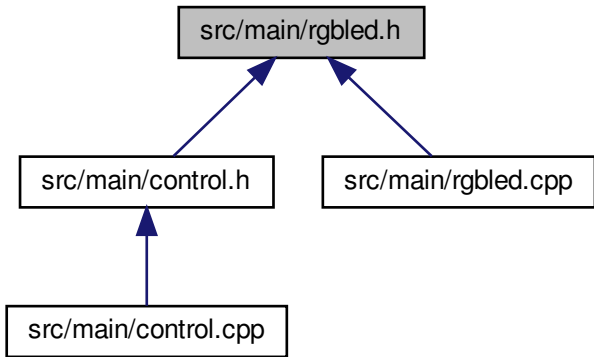 src/main/rgbled.h
src/main/control.h
src/main/rgbled.cpp
src/main/control.cpp